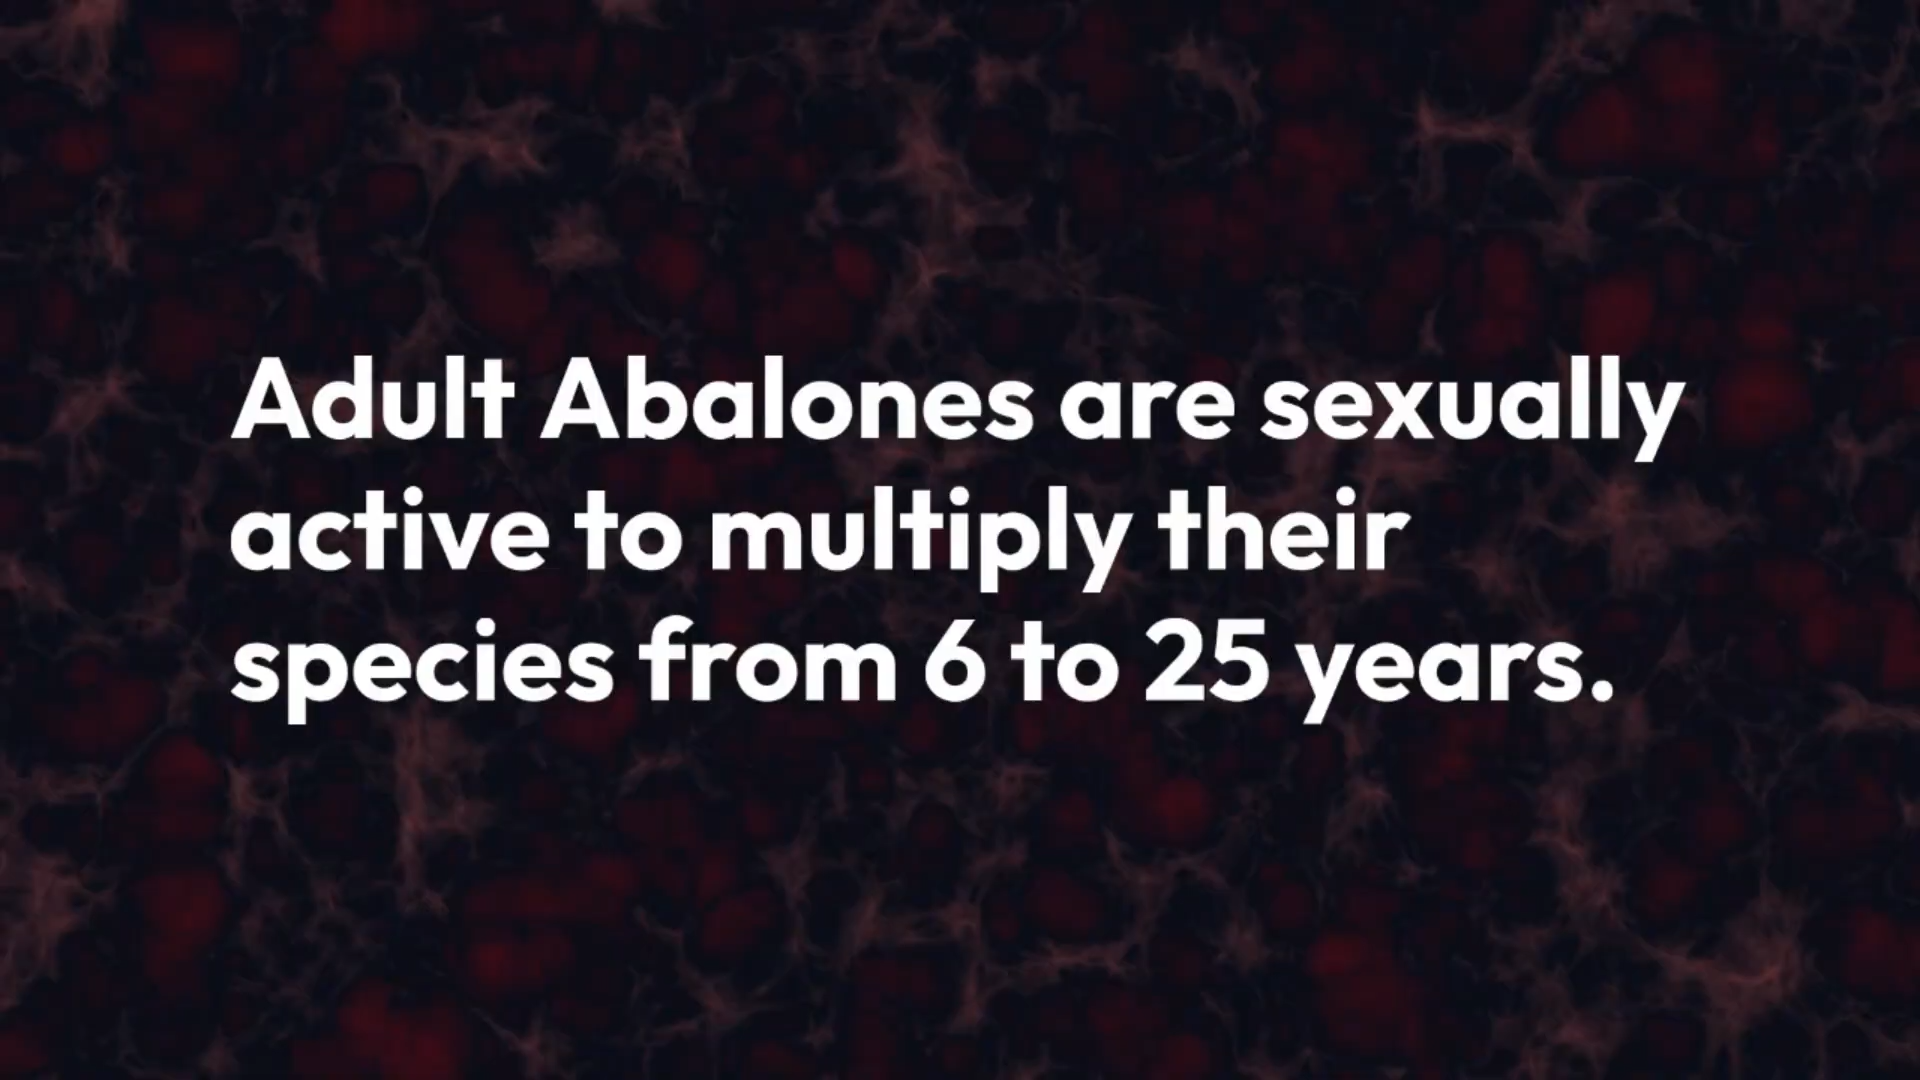 Adult Abalones are sexually
active to multiply their
species from 6 to 25 years.